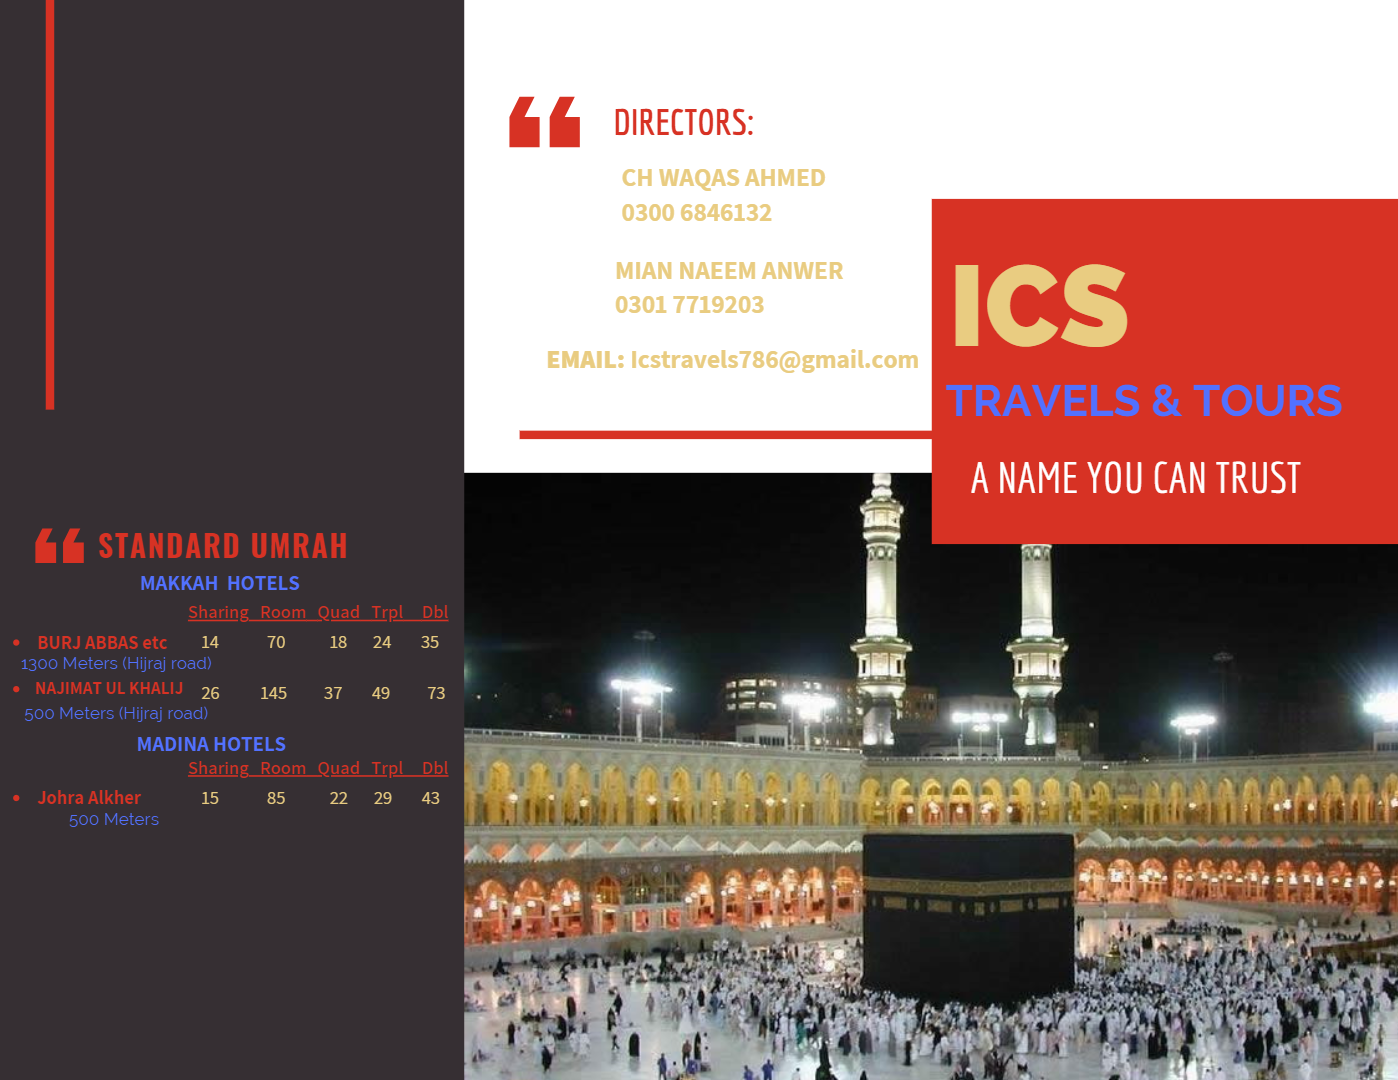 STANDARD UMRAH
MAKKAH HOTELS
Sharing Room Quad Trpl Dbl
• BURJ ABBAS etc 14 70 18 24 35
1300 Meters (Hijraj road)
• NAJIMAT UL KHALIJ 26 145 37 49 73
500 Meters (Hijraj road)
MADINA HOTELS
Sharing Room Quad Trpl Dbl
• Johra Alkher 15 85 22 29 43
500 Meters
DIRECTORS:
CH WAQAS AHMED
0300 6846132
MIAN NAEEM ANWER
0301 7719203
EMAIL: Icstravels786@gmail.com
ICS
TRAVELS & TOURS
A NAME YOU CAN TRUST